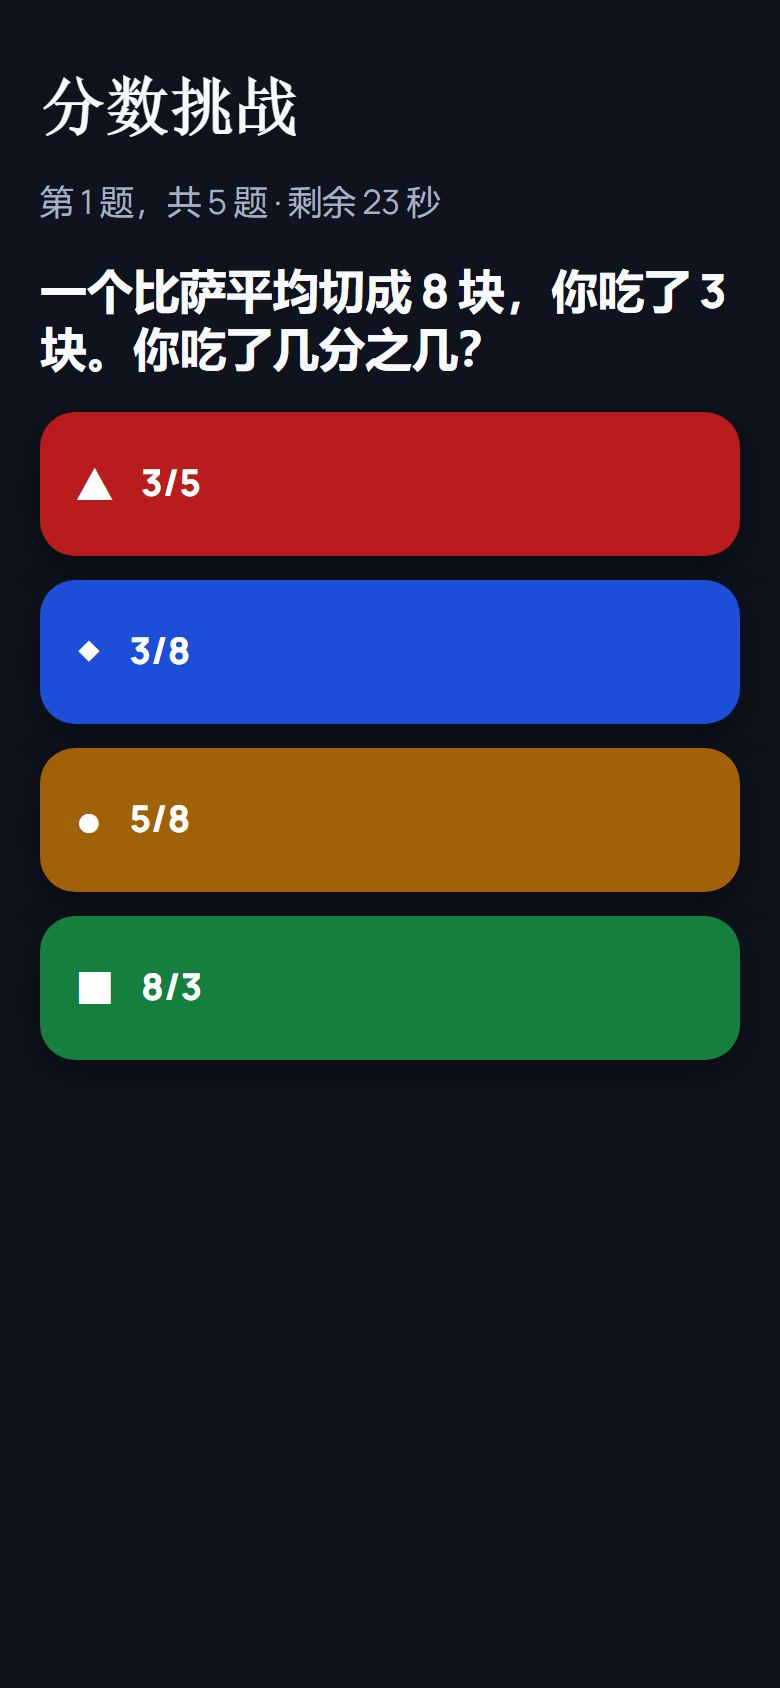 分数挑战
第 1 题，共 5 题 · 剩余 23 秒
一个比萨平均切成 8 块，你吃了 3
块。你吃了几分之几？
▲ 3/5
◆ 3/8
● 5/8
■ 8/3